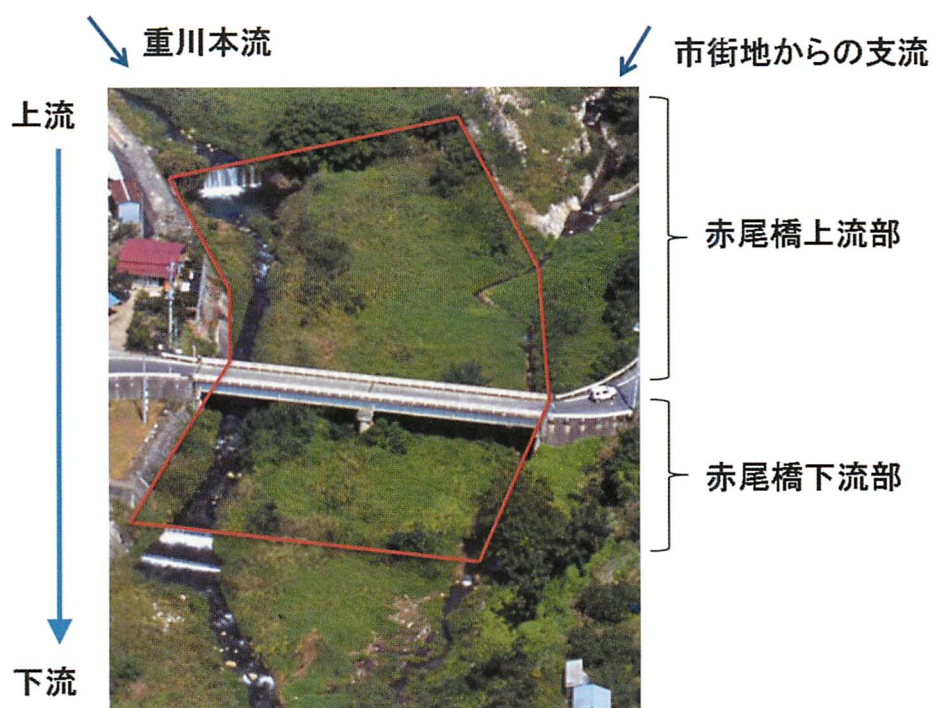 重川本流
市街地からの支流
上流
赤尾橋上流部
赤尾橋下流部
下流